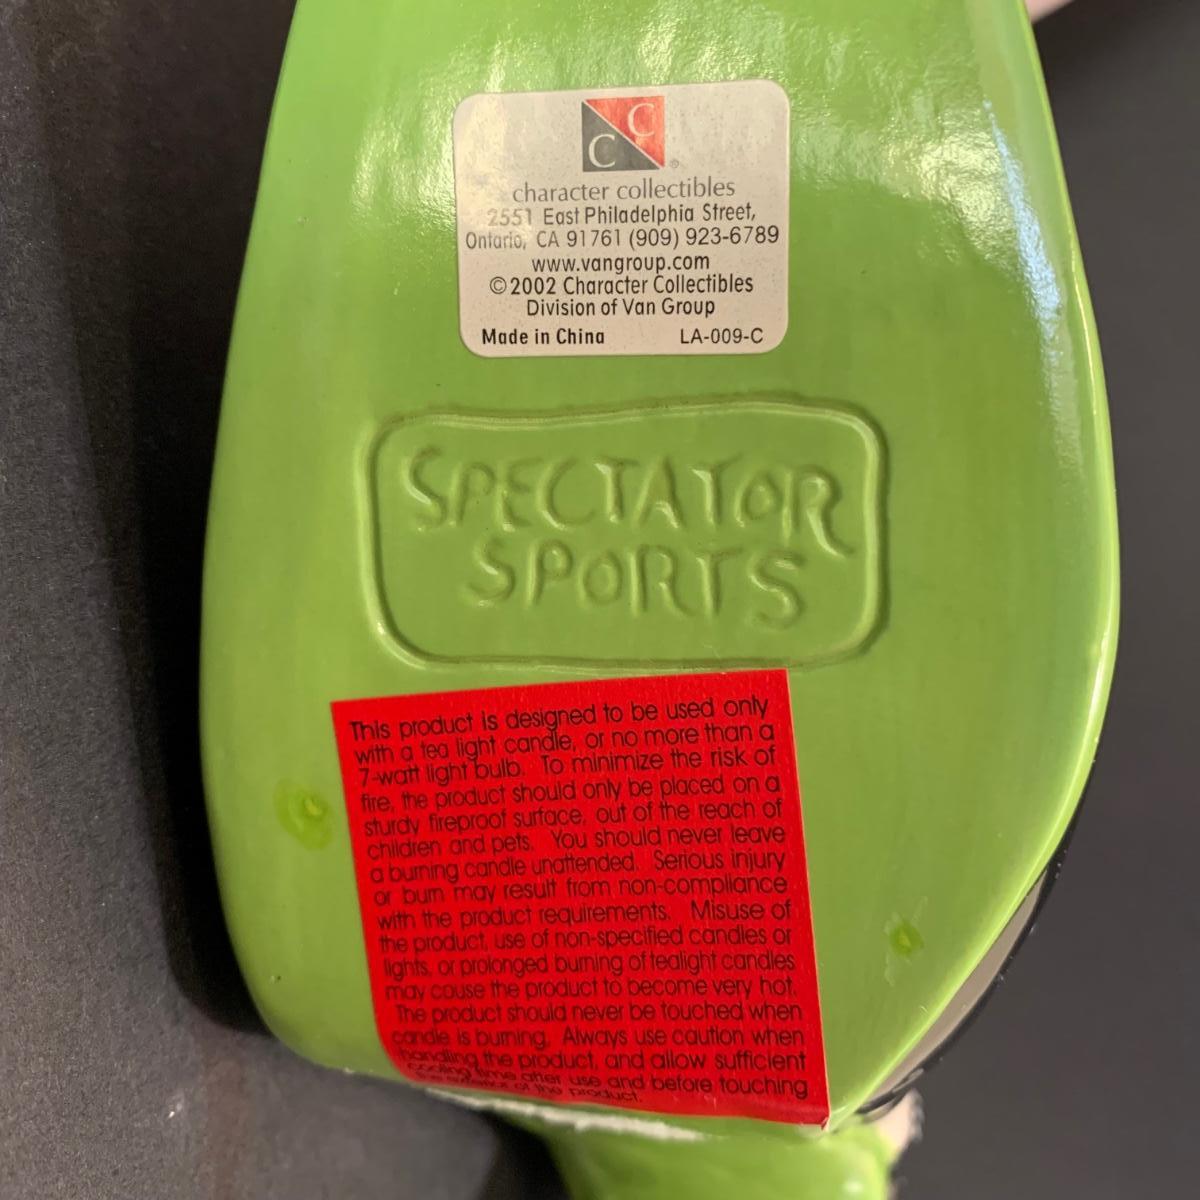 C
C
®
character collectibles
2551 East Philadelphia Street,
Ontario, CA 91761 (909) 923-6789
www.vangroup.com
©2002 Character Collectibles
Division of Van Group
Made in China LA-009-C
SPECTATOR
SPORTS
This product is designed to be used only
with a tea light candle, or no more than a
7-watt light bulb. To minimize the risk of
fire, the product should only be placed on a
sturdy fireproof surface, out of the reach of
children and pets. You should never leave
a burning candle unattended. Serious injury
or burn may result from non-compliance
with the product requirements. Misuse of
the product, use of non-specified candles or
lights, or prolonged burning of tealight candles
may cause the product to become very hot.
The product should never be touched when
candle is burning. Always use caution when
handling the product, and allow sufficient
cooling time after use and before touching
the exterior of the product.